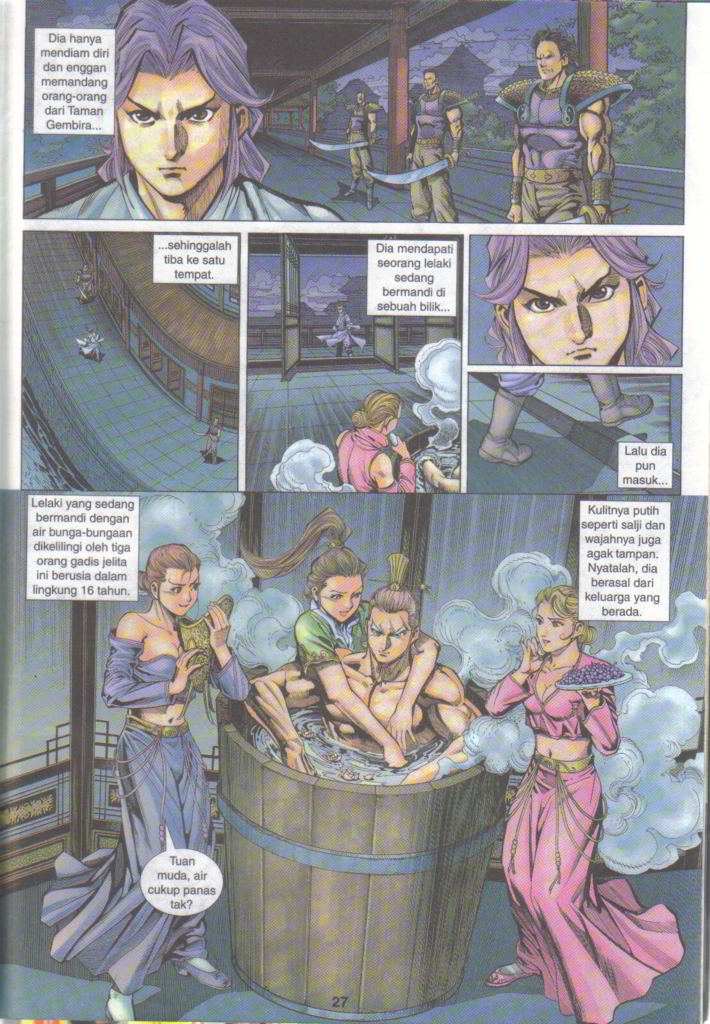 Dia hanya
mendiam diri
dan enggan
memandang
orang-orang
dari Taman
Gembira...
...sehinggalah
tiba ke satu
tempat.
Dia mendapati
seorang lelaki
sedang
bermandi di
sebuah bilik...
Lalu dia
pun
masuk...
Lelaki yang sedang
bermandi dengan
air bunga-bungaan
dikelilingi oleh tiga
orang gadis jelita
ini berusia dalam
lingkung 16 tahun.
Kulitnya putih
seperti salji dan
wajahnya juga
agak tampan.
Nyatalah, dia
berasal dari
keluarga yang
berada.
Tuan
muda, air
cukup panas
tak?
27